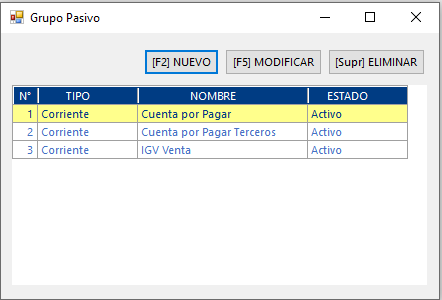 Grupo Pasivo
[F2] NUEVO [F5] MODIFICAR [Supr] ELIMINAR
N° TIPO NOMBRE ESTADO
1 Corriente Cuenta por Pagar Activo
2 Corriente Cuenta por Pagar Terceros Activo
3 Corriente IGV Venta Activo